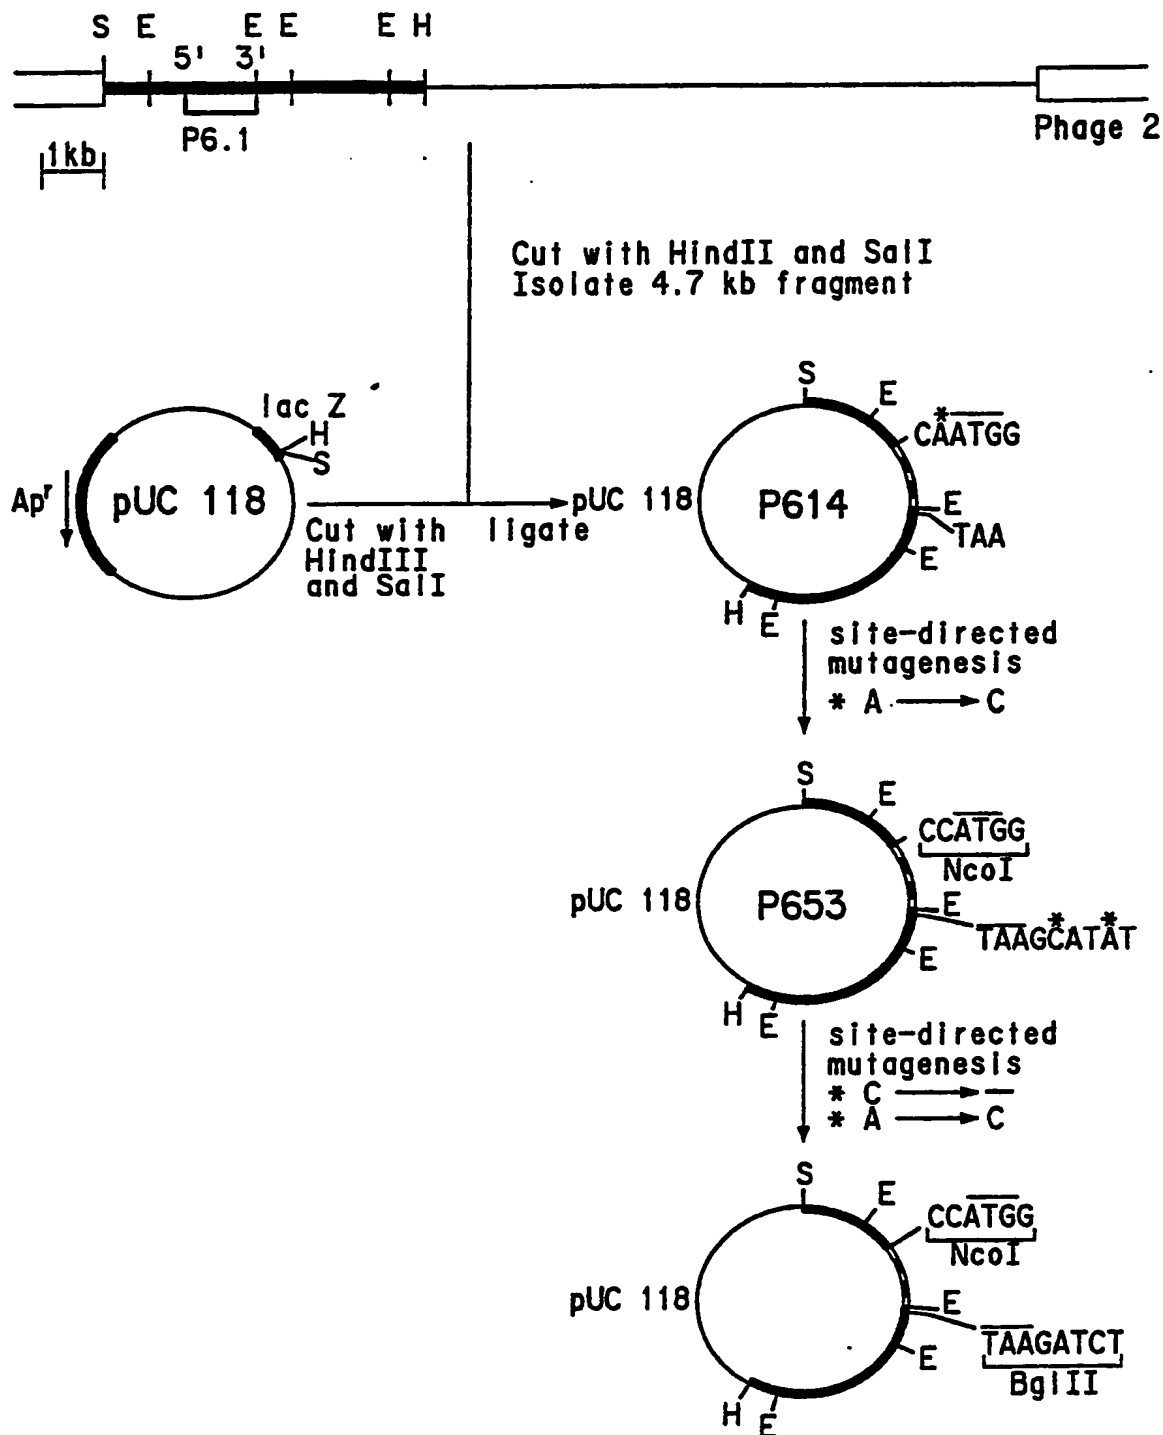 S E E E E H
5' 3'
P6.1
Phage 2
1kb
Cut with HindII and SalI
Isolate 4.7 kb fragment
lac Z
H
S
Apr
pUC 118
Cut with
HindIII
and SalI
ligate
pUC 118
P614
S
E
*
CAATGG
E
TAA
E
E
H
site-directed
mutagenesis
* A → C
S
E
CCATGG
NcoI
pUC 118
P653
E
* *
TAAGCATAT
E
E
H
site-directed
mutagenesis
* C → —
* A → C
S
E
CCATGG
NcoI
pUC 118
E
TAAGATCT
BglII
E
E
H